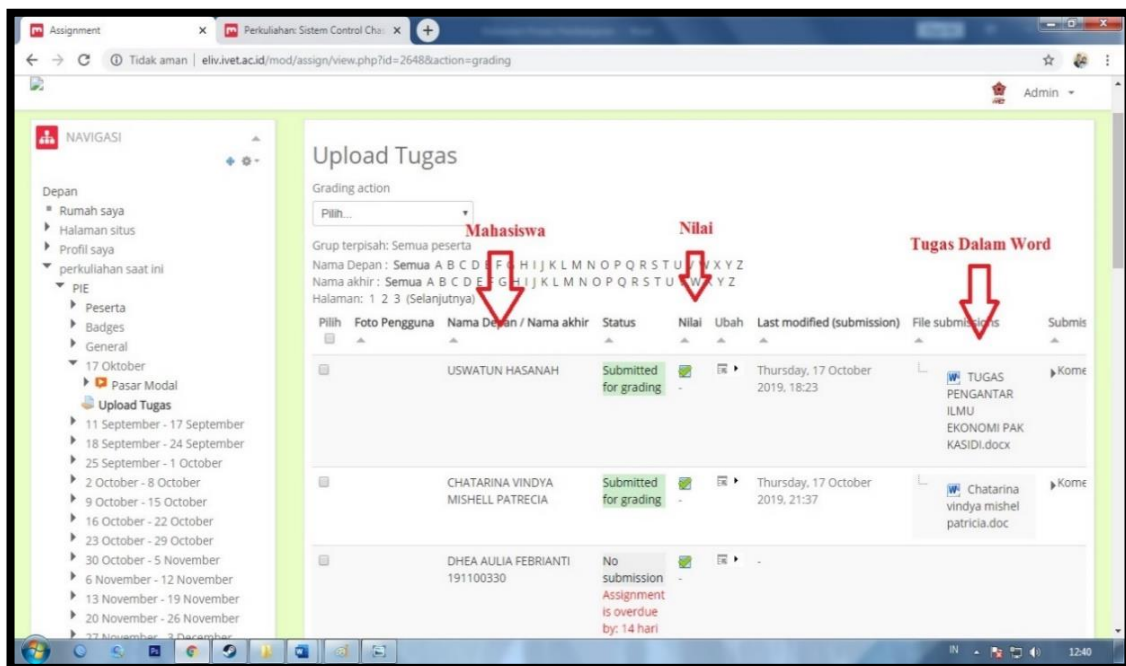 Assignment
Perkuliahan: Sistem Control Cha
Tidak aman | eliv.ivet.ac.id/mod/assign/view.php?id=2648&action=grading
Admin
NAVIGASI
Depan
Rumah saya
Halaman situs
Profil saya
perkuliahan saat ini
PIE
Peserta
Badges
General
17 Oktober
Pasar Modal
Upload Tugas
11 September - 17 September
18 September - 24 September
25 September - 1 October
2 October - 8 October
9 October - 15 October
16 October - 22 October
23 October - 29 October
30 October - 5 November
6 November - 12 November
13 November - 19 November
20 November - 26 November
27 November - 3 December
Upload Tugas
Grading action
Pilih...
Mahasiswa
Nilai
Tugas Dalam Word
Grup terpisah: Semua peserta
Nama Depan : Semua A B C D E F G H I J K L M N O P Q R S T U V W X Y Z
Nama akhir : Semua A B C D E F G H I J K L M N O P Q R S T U V W X Y Z
Halaman: 1 2 3 (Selanjutnya)
Pilih Foto Pengguna Nama Depan / Nama akhir Status Nilai Ubah Last modified (submission) File submissions Submis
USWATUN HASANAH
Submitted
for grading
-
Thursday, 17 October
2019, 18:23
TUGAS
PENGANTAR
ILMU
EKONOMI PAK
KASIDI.docx
Kome
CHATARINA VINDYA
MISHELL PATRECIA
Submitted
for grading
-
Thursday, 17 October
2019, 21:37
Chatarina
vindya mishel
patricia.doc
Kome
DHEA AULIA FEBRIANTI
191100330
No
submission
Assignment
is overdue
by: 14 hari
-
-
IN
12:40